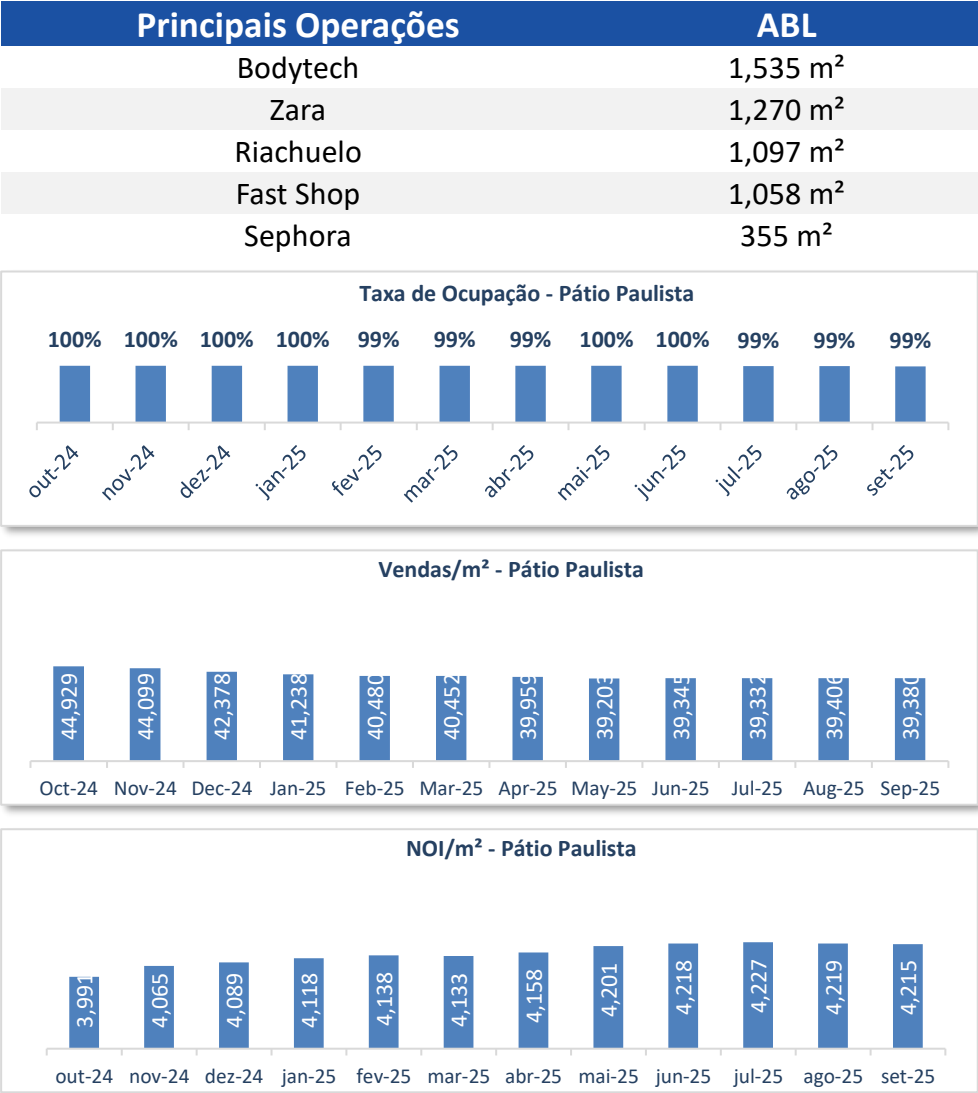 Principais Operações ABL
Bodytech 1,535 m²
Zara 1,270 m²
Riachuelo 1,097 m²
Fast Shop 1,058 m²
Sephora 355 m²
Taxa de Ocupação - Pátio Paulista
100% 100% 100% 100% 99% 99% 99% 100% 100% 99% 99% 99%
out-24 nov-24 dez-24 jan-25 fev-25 mar-25 abr-25 mai-25 jun-25 jul-25 ago-25 set-25
Vendas/m² - Pátio Paulista
44,929 44,099 42,378 41,238 40,480 40,452 39,959 39,203 39,345 39,332 39,406 39,380
Oct-24 Nov-24 Dec-24 Jan-25 Feb-25 Mar-25 Apr-25 May-25 Jun-25 Jul-25 Aug-25 Sep-25
NOI/m² - Pátio Paulista
3,991 4,065 4,089 4,118 4,138 4,133 4,158 4,201 4,218 4,227 4,219 4,215
out-24 nov-24 dez-24 jan-25 fev-25 mar-25 abr-25 mai-25 jun-25 jul-25 ago-25 set-25